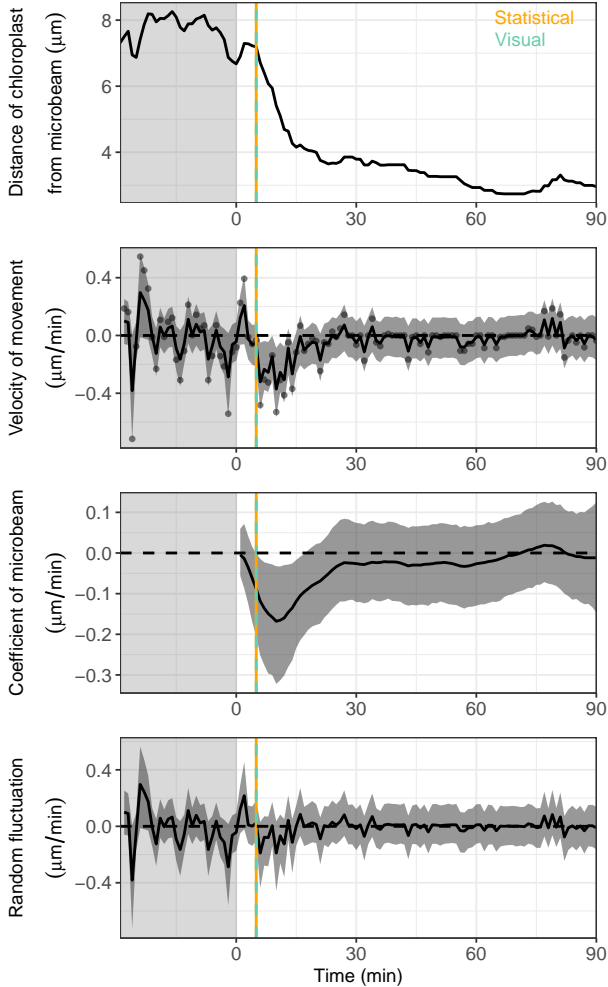 Distance of chloroplast
from microbeam (μm)
8
6
4
Statistical
Visual
0
30
60
90
Velocity of movement
(μm/min)
0.4
0.0
−0.4
0
30
60
90
Coefficient of microbeam
(μm/min)
0.1
0.0
−0.1
−0.2
−0.3
0
30
60
90
Random fluctuation
(μm/min)
0.4
0.0
−0.4
0
30
60
90
Time (min)